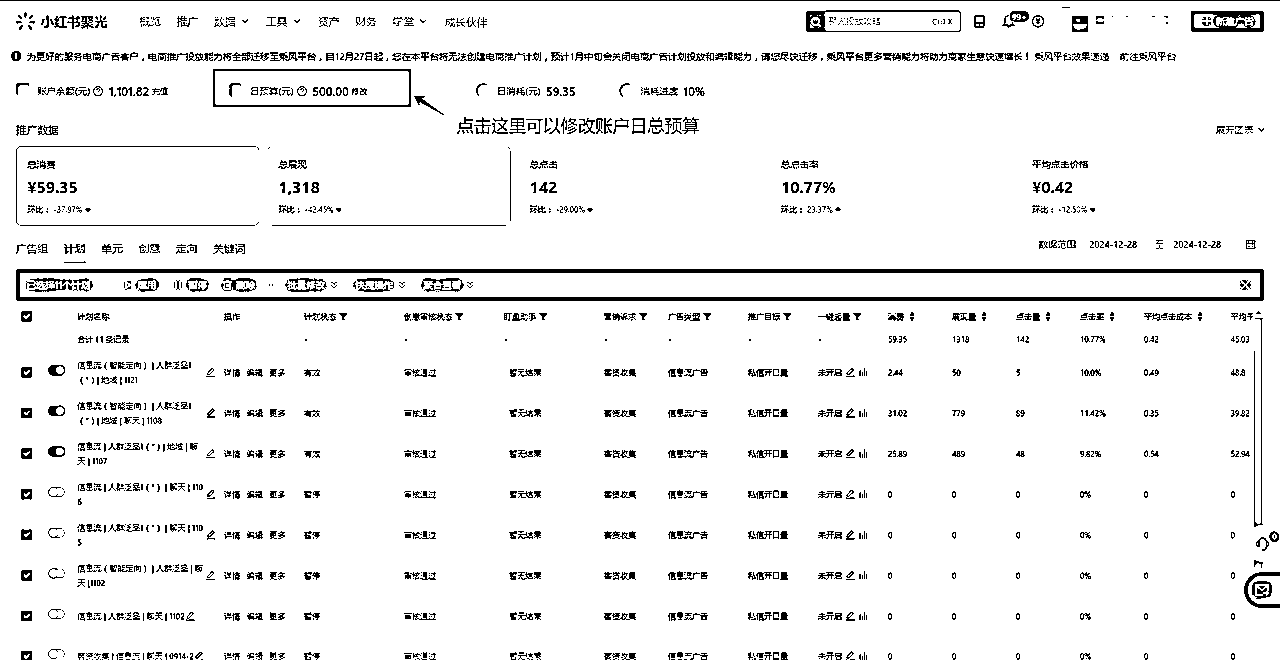 小红书聚光 概览 推广 数据 工具 资产 财务 学堂 成长伙伴 Ctrl K 99+ 新建广告
为更好的服务电商广告客户，电商推广投放能力将全部迁移至乘风平台，自12月27日起，您在本平台将无法创建电商推广计划，预计1月中旬会关闭电商广告计划投放和编辑能力，请您尽快迁移，乘风平台更多营销能力将助力商家生意快速增长！ 乘风平台效果速递 前往乘风平台
账户余额(元) 1,101.82 充值 日预算(元) 500.00 修改 日消耗(元) 59.35 消耗进度 10%
点击这里可以修改账户日总预算
推广数据 展开图表
总消费 总展现 总点击 总点击率 平均点击价格
¥59.35 1,318 142 10.77% ¥0.42
环比：-37.97% 环比：-42.45% 环比：-29.00% 环比：23.37% 环比：-12.50%
广告组 计划 单元 创意 定向 关键词 数据范围 2024-12-28 至 2024-12-28
已选择11个计划 启用 暂停 删除 批量修改 快捷操作
计划名称 操作 计划状态 创意审核状态 盯盘助手 营销诉求 广告类型 推广目标 一键起量 消费 展现量 点击量 点击率 平均点击成本 平均千
合计 11 条记录 - - - - - - - 59.35 1318 142 10.77% 0.42 45.03
信息流（智能定向） | 人群泛呈
（*） | 地域 | 1121 详情 编辑 更多 有效 审核通过 暂无结果 客资收集 信息流广告 私信开口量 未开启 2.44 50 5 10.0% 0.49 48.8
信息流（智能定向） | 人群泛呈
（*） | 地域 | 聊天 | 1108 详情 编辑 更多 有效 审核通过 暂无结果 客资收集 信息流广告 私信开口量 未开启 31.02 779 89 11.42% 0.35 39.82
信息流 | 人群泛呈 （*） | 地域 | 聊
天 | 1107 详情 编辑 更多 有效 审核通过 暂无结果 客资收集 信息流广告 私信开口量 未开启 25.89 489 48 9.82% 0.54 52.94
信息流 | 人群泛呈 （*） | 聊天 | 110
6 详情 编辑 更多 暂停 审核通过 暂无结果 客资收集 信息流广告 私信开口量 未开启 0 0 0 0% 0 0
信息流 | 人群泛呈 （*） | 聊天 | 110
5 详情 编辑 更多 暂停 审核通过 暂无结果 客资收集 信息流广告 私信开口量 未开启 0 0 0 0% 0 0
信息流（智能定向） | 人群泛呈 | 聊
天 | 1102 详情 编辑 更多 暂停 审核通过 暂无结果 客资收集 信息流广告 私信开口量 未开启 0 0 0 0% 0 0
信息流 | 人群泛呈 | 聊天 | 1102 详情 编辑 更多 暂停 审核通过 暂无结果 客资收集 信息流广告 私信开口量 未开启 0 0 0 0% 0 0
客资收集 | 信息流 | 聊天 | 0914-2 详情 编辑 更多 暂停 审核通过 暂无结果 客资收集 信息流广告 私信开口量 未开启 0 0 0 0% 0 0